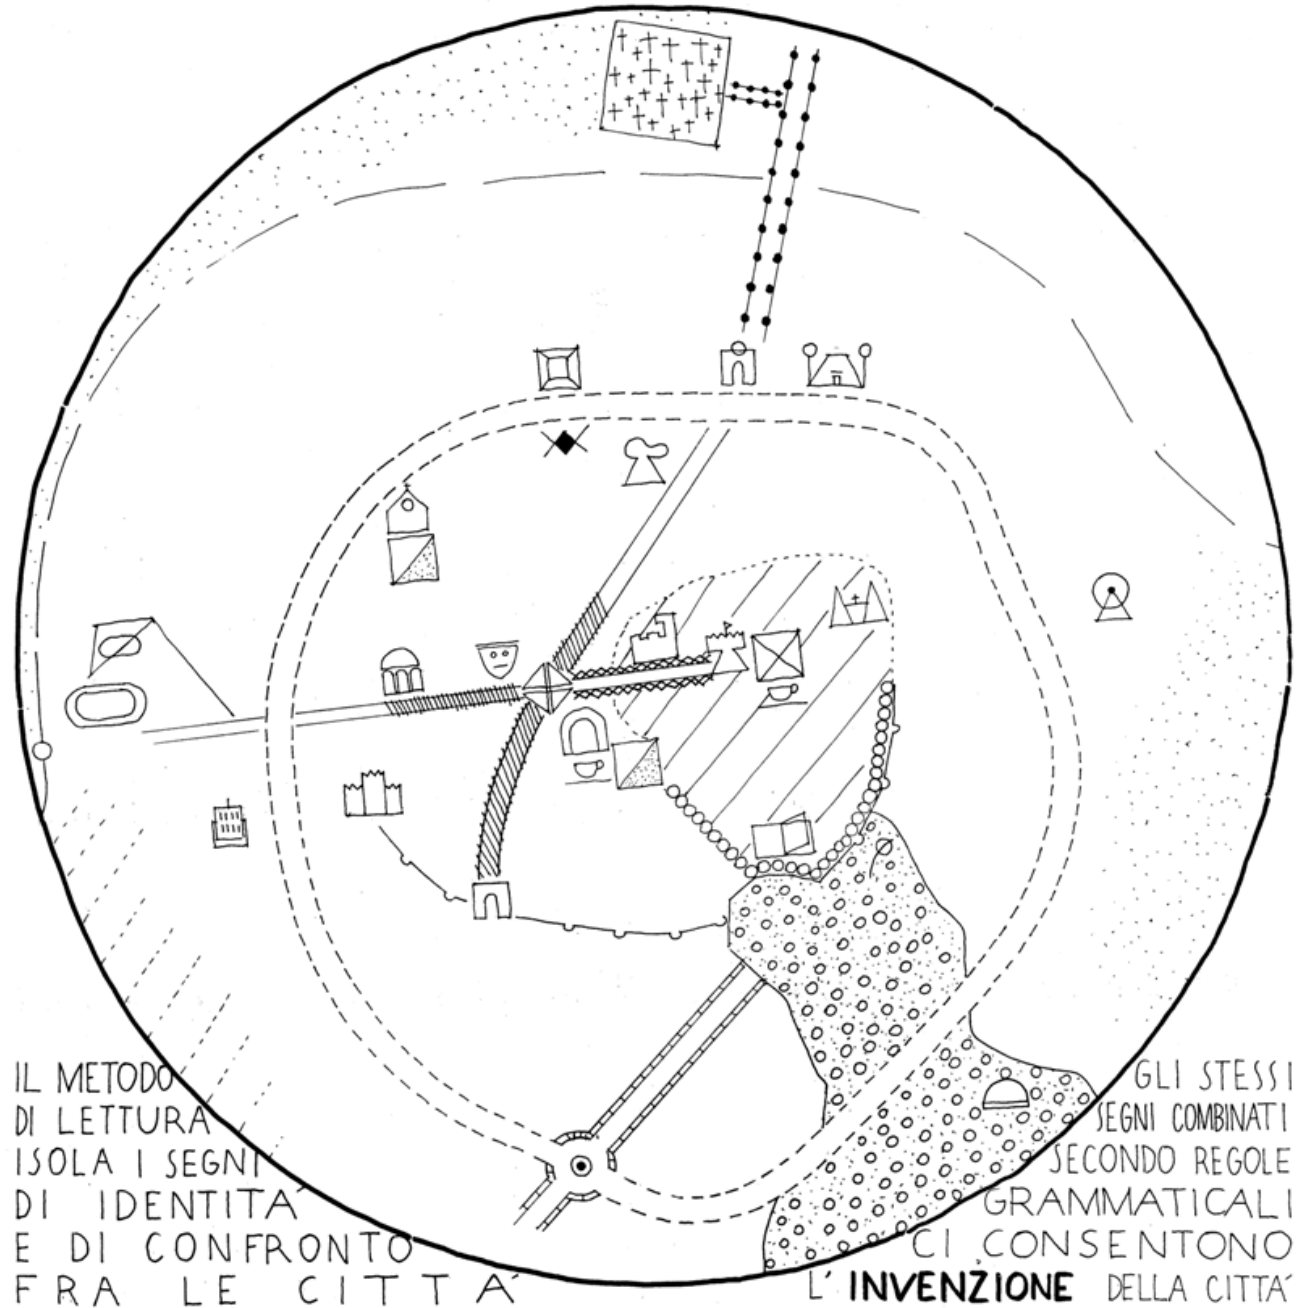 IL METODO
DI LETTURA
ISOLA I SEGNI
DI IDENTITA'
E DI CONFRONTO
FRA LE CITTA'
GLI STESSI
SEGNI COMBINATI
SECONDO REGOLE
GRAMMATICALI
CI CONSENTONO
L'INVENZIONE DELLA CITTA'